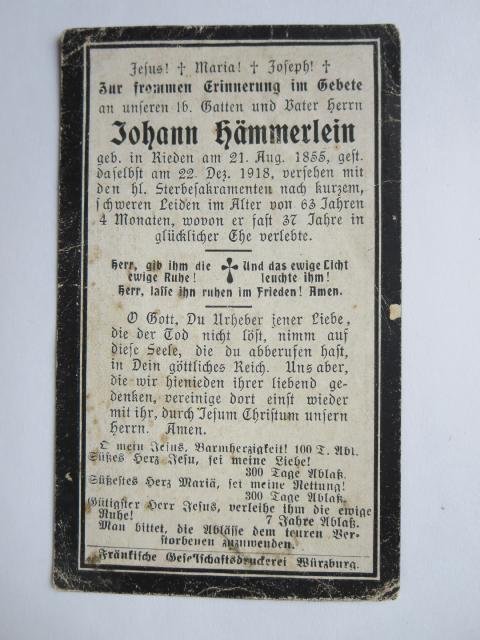 Jesus! † Maria! † Joseph! †
Zur frommen Erinnerung im Gebete
an unseren lb. Gatten und Vater Herrn
Johann Hämmerlein
geb. in Rieden am 21. Aug. 1855, gest.
daselbst am 22. Dez. 1918, versehen mit
den hl. Sterbesakramenten nach kurzem,
schweren Leiden im Alter von 63 Jahren
4 Monaten, wovon er fast 37 Jahre in
glücklicher Ehe verlebte.
Herr, gib ihm die † Und das ewige Licht
ewige Ruhe! leuchte ihm!
Herr, lasse ihn ruhen im Frieden! Amen.
O Gott, Du Urheber jener Liebe,
die der Tod nicht löst, nimm auf
diese Seele, die du abberufen hast,
in Dein göttliches Reich. Uns aber,
die wir hienieden ihrer liebend ge-
denken, vereinige dort einst wieder
mit ihr, durch Jesum Christum unsern
Herrn. Amen.
O mein Jesus, Barmherzigkeit! 100 T. Abl.
Süßes Herz Jesu, sei meine Liebe!
300 Tage Ablaß.
Süßestes Herz Mariä, sei meine Rettung!
300 Tage Ablaß.
Gütigster Herr Jesus, verleihe ihm die ewige
Ruhe! 7 Jahre Ablaß.
Man bittet, die Ablässe dem teuren Ver-
storbenen zuzuwenden.
Fränkische Gesellschaftsdruckerei Würzburg.